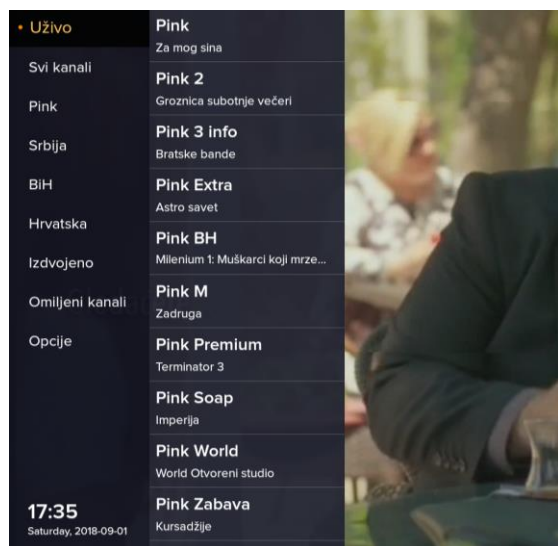 Uživo
Svi kanali
Pink
Srbija
BiH
Hrvatska
Izdvojeno
Omiljeni kanali
Opcije
17:35
Saturday, 2018-09-01
Pink
Za mog sina
Pink 2
Groznica subotnje večeri
Pink 3 info
Bratske bande
Pink Extra
Astro savet
Pink BH
Milenium 1: Muškarci koji mrze...
Pink M
Zadruga
Pink Premium
Terminator 3
Pink Soap
Imperija
Pink World
World Otvoreni studio
Pink Zabava
Kursadžije